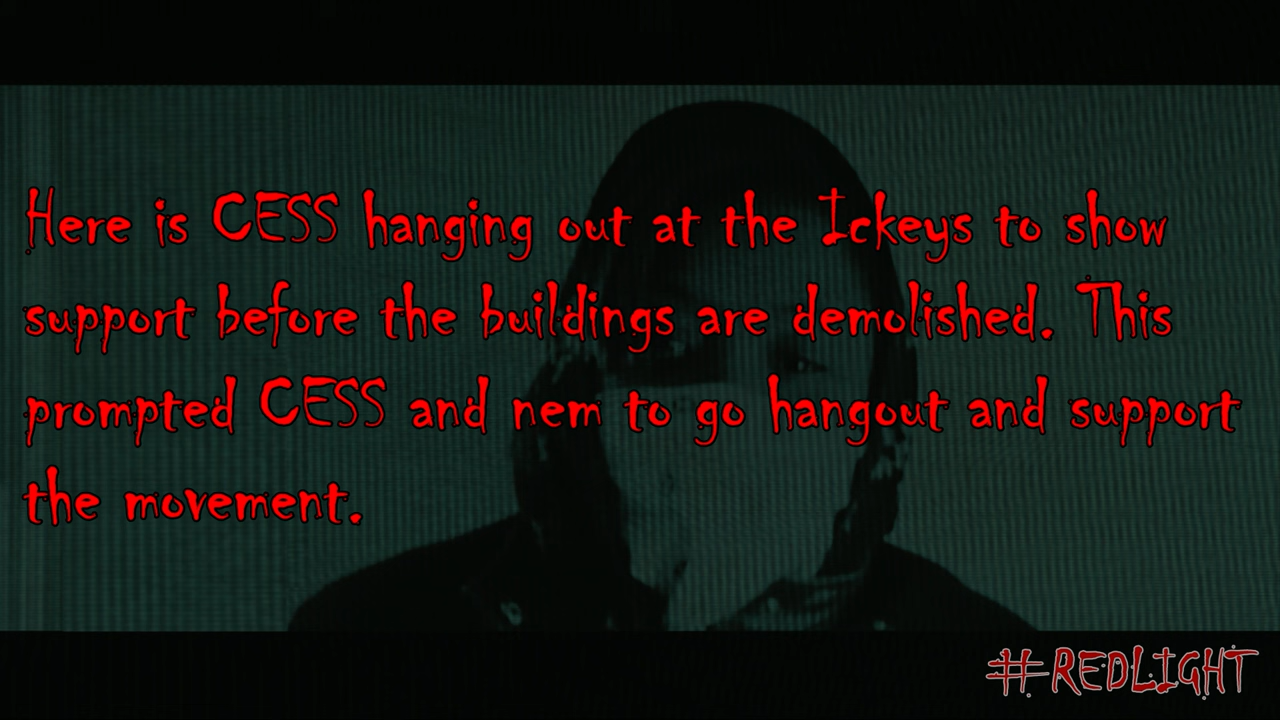 Here is CESS hanging out at the Ickeys to show
support before the buildings are demolished. This
prompted CESS and nem to go hangout and support
the movement.
#REDLIGHT